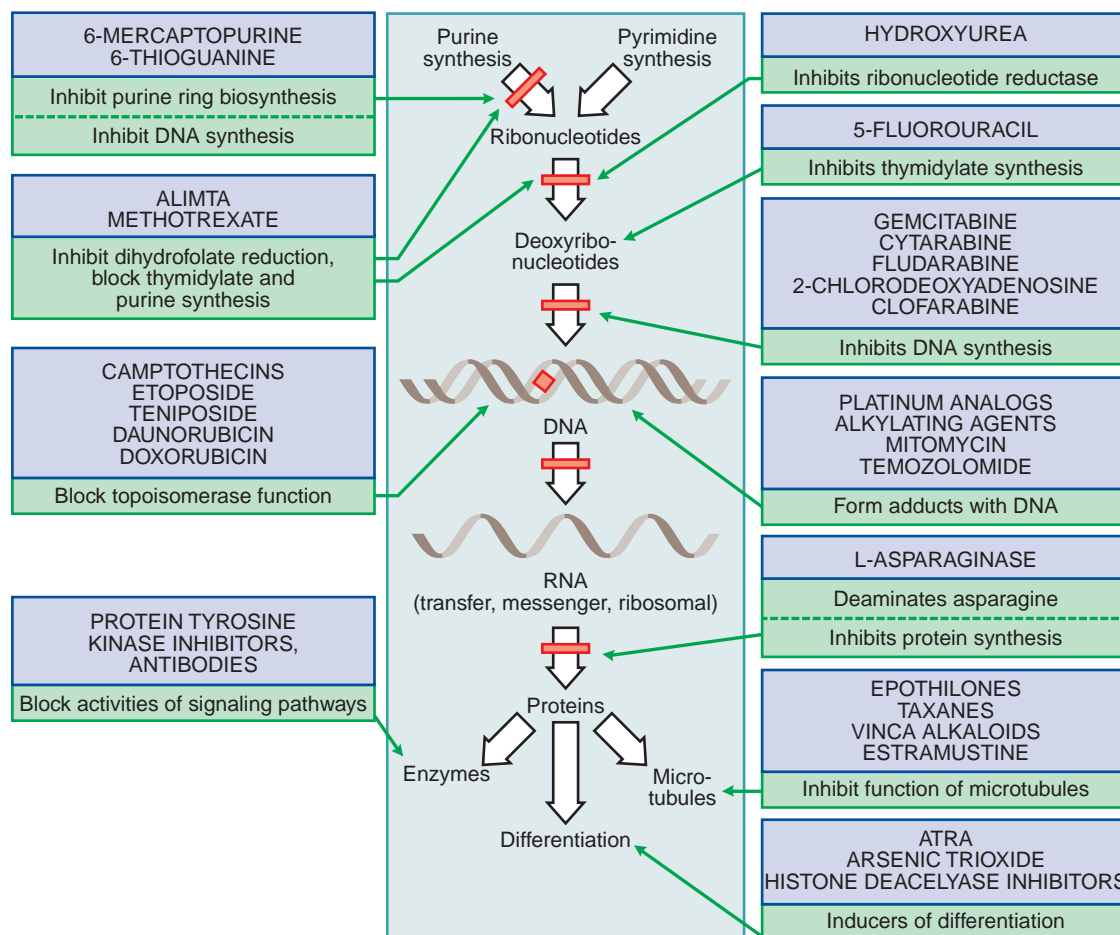 6-MERCAPTOPURINE
6-THIOGUANINE
Inhibit purine ring biosynthesis
Inhibit DNA synthesis
ALIMTA
METHOTREXATE
Inhibit dihydrofolate reduction,
block thymidylate and
purine synthesis
CAMPTOTHECINS
ETOPOSIDE
TENIPOSIDE
DAUNORUBICIN
DOXORUBICIN
Block topoisomerase function
PROTEIN TYROSINE
KINASE INHIBITORS,
ANTIBODIES
Block activities of signaling pathways
Purine
synthesis
Pyrimidine
synthesis
Ribonucleotides
Deoxyribo-
nucleotides
DNA
RNA
(transfer, messenger, ribosomal)
Proteins
Enzymes
Micro-
tubules
Differentiation
HYDROXYUREA
Inhibits ribonucleotide reductase
5-FLUOROURACIL
Inhibits thymidylate synthesis
GEMCITABINE
CYTARABINE
FLUDARABINE
2-CHLORODEOXYADENOSINE
CLOFARABINE
Inhibits DNA synthesis
PLATINUM ANALOGS
ALKYLATING AGENTS
MITOMYCIN
TEMOZOLOMIDE
Form adducts with DNA
L-ASPARAGINASE
Deaminates asparagine
Inhibits protein synthesis
EPOTHILONES
TAXANES
VINCA ALKALOIDS
ESTRAMUSTINE
Inhibit function of microtubules
ATRA
ARSENIC TRIOXIDE
HISTONE DEACELYASE INHIBITORS
Inducers of differentiation